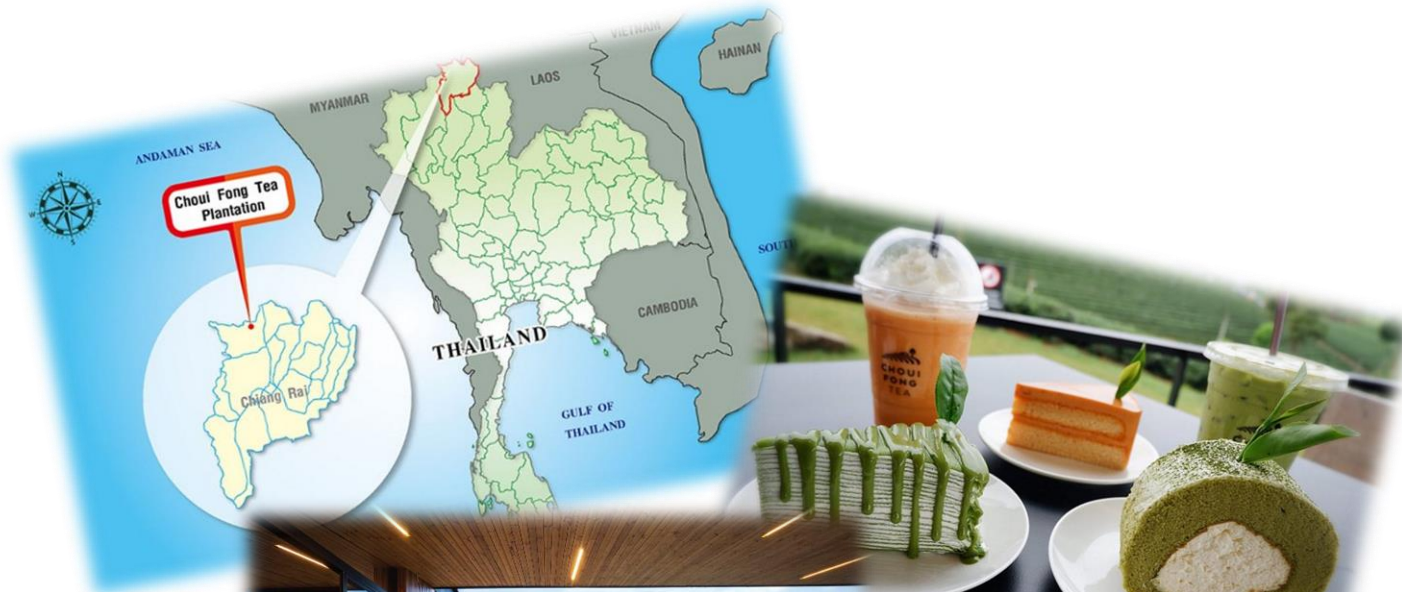 VIETNAM
HAINAN
LAOS
MYANMAR
ANDAMAN SEA
N
W
E
S
Choui Fong Tea
Plantation
THAILAND
CAMBODIA
GULF OF
THAILAND
Chiang Rai
CHOUI
FONG
TEA